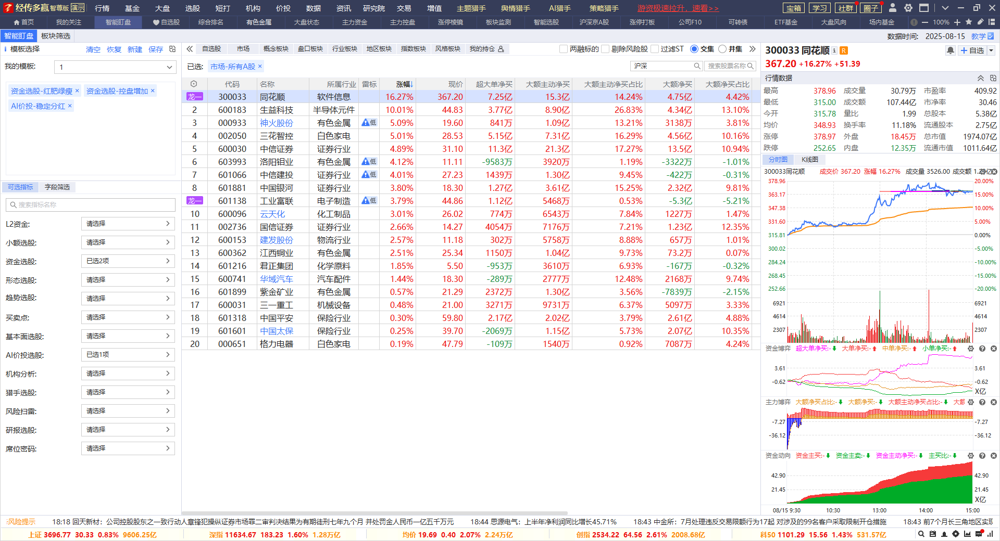 经传多赢 智尊版 演示 行情 基金 大盘 选股 短打 机构 价投 数据 资讯 研究院 交易 增值 主题猎手 舆情猎手 AI猎手 策略猎手 游资极速拉升，速看>> 宝箱 学习 社群 圈子
首页 我的关注 智能盯盘 自选股 综合排名 有色金属 大盘状态 主力资金 主力控盘 涨停棱镜 板块监测 智能选股 沪深京A股 涨停打板 公司F10 可转债 ETF基金 大盘风向 场内基金 100%
智能盯盘 板块筛选 数据时间: 2025-08-15 教学
模板选择 清空 恢复 新建 保存
我的模板: 1
资金选股-红肥绿瘦 × 资金选股-控盘增加 ×
AI价投-稳定分红 ×
可选指标 字段筛选
搜索指标名称
L2资金: 请选择
小额选股: 请选择
资金选股: 已选2项
形态选股: 请选择
趋势选股: 请选择
买卖点: 请选择
基本面选股: 请选择
AI价投选股: 已选1项
机构分析: 请选择
猎手选股: 请选择
风险扫雷: 请选择
研报选股: 请选择
席位密码: 请选择
自选股 市场 概念板块 盘口板块 行业板块 地区板块 指数板块 风格板块 我的持仓 两融标的 剔除风险股 过滤ST 交集 并集
已选: 市场-所有A股 × 沪深 搜索股票名称
代码 名称 所属行业 雷标 涨幅↓ 现价 超大单净买 大额主动净买 大额主动净买占比 大额净买 大额净买占比
龙一 300033 同花顺 软件信息 16.27% 367.20 7.25亿 15.3亿 14.24% 4.75亿 4.42%
2 600183 生益科技 半导体元件 10.01% 44.83 3.77亿 8.90亿 26.83% 4.34亿 13.10%
3 000933 神火股份 有色金属 低 5.09% 19.60 841万 1.09亿 13.21% 3138万 3.81%
4 002050 三花智控 白色家电 5.01% 28.53 5.15亿 7.31亿 16.29% 4.56亿 10.16%
5 600030 中信证券 证券行业 4.89% 31.10 11.3亿 21.3亿 17.27% 13.5亿 10.94%
6 603993 洛阳钼业 有色金属 低 4.12% 11.11 -9583万 3920万 1.19% -3322万 -1.01%
7 601066 中信建投 证券行业 低 4.01% 27.23 1439万 1.30亿 9.45% -422万 -0.31%
8 601881 中国银河 证券行业 3.80% 18.30 1.27亿 3.61亿 15.25% 2.32亿 9.81%
龙一 601138 工业富联 电子制造 低 3.79% 44.86 1.12亿 5468万 0.53% -5.3亿 -5.21%
10 600096 云天化 化工制品 3.01% 26.02 774万 6543万 7.84% 1227万 1.47%
11 002736 国信证券 证券行业 2.66% 14.27 4054万 7176万 7.21% 1.23亿 12.35%
12 600153 建发股份 物流行业 2.57% 11.18 302万 5758万 8.88% 657万 1.01%
13 600362 江西铜业 有色金属 2.51% 25.34 1150万 1.04亿 9.73% 73.2万 0.07%
14 601216 君正集团 化学原料 1.85% 5.50 -953万 3610万 6.93% -167万 -0.32%
15 600741 华域汽车 汽车配件 1.44% 18.30 -289万 2777万 12.48% 2168万 9.74%
16 601899 紫金矿业 有色金属 0.57% 21.29 2372万 1.30亿 3.56% -7839万 -2.15%
17 600031 三一重工 机械设备 0.48% 21.00 3271万 9731万 6.37% 5097万 3.33%
18 601318 中国平安 保险行业 0.30% 59.80 2.17亿 2.02亿 3.79% 2.61亿 4.88%
19 601601 中国太保 保险行业 0.25% 39.70 -2069万 1.15亿 5.73% 2.07亿 10.35%
20 000651 格力电器 白色家电 0.19% 47.79 -109万 1540万 0.92% 7087万 4.24%
300033 同花顺 R + 自选
367.20 +16.27% +51.39
行情数据
最高 378.96 成交量 30.79万 市盈率 409.92
最低 315.00 成交额 107.44亿 市净率 30.46
今开 315.78 量比 1.99 总股本 5.38亿
均价 348.93 换手率 11.18% 流通股本 2.75亿
涨停 378.97 外盘 18.45万 总市值 1974.07亿
跌停 252.65 内盘 12.35万 流通市值 1011.64亿
分时图 K线图
300033同花顺 成交价 367.20 涨幅 16.27% 成交量 3526.00 成交额
378.96 20.00%
363.17 15.00%
347.38 10.00%
331.60 5.00%
315.81 0.00%
300.02 -5.00%
284.24 -10.00%
268.45 -15.00%
252.66 -20.00%
6921 6921
4614 4614
2307 2307
资金博弈 超大单净买:- 大单净买:- 中单净买:- 小单净买:-
3.61 3.61
-0.62 -0.62
X亿
主力博弈 大额净买占比:- 大额净买:- 大额主动净买占比:- 大额
-7.27 -7.27
-36.12 -36.12
资金动向 资金主买:- 资金主卖:- 资金主动净买:- 主买比:-
42.90 42.90
21.45 21.45
X亿
08/15 9:30 10:30 13:00 14:00 15:00
风险提示 18:18 回天新材：公司控股股东之一致行动人章锋犯操纵证券市场罪二审判决结果为有期徒刑七年九个月 并处罚金人民币一亿五千万元 18:44 思源电气：上半年净利润同比增长45.71% 18:43 中金所：7月处理违反交易限额行为17起 对涉及的99名客户采取限制开仓措施 18:43 前7个月长三角地区实现
上证 3696.77 30.33 0.83% 9606.25亿 深指 11634.67 183.23 1.60% 1.28万亿 均价 19.69 0.40 2.07% 2.24万亿 创指 2534.22 64.56 2.61% 2008.68亿 科50 1101.29 15.56 1.43% 531.57亿